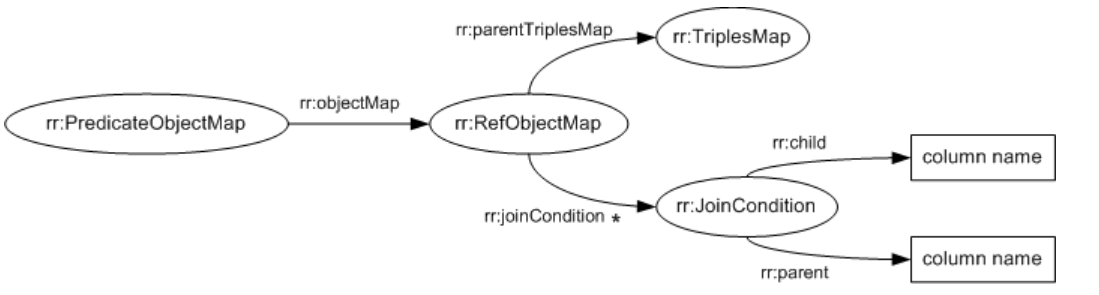 rr:parentTriplesMap
rr:TriplesMap
rr:objectMap
rr:PredicateObjectMap
rr:RefObjectMap
rr:child
column name
rr:joinCondition *
rr:JoinCondition
rr:parent
column name